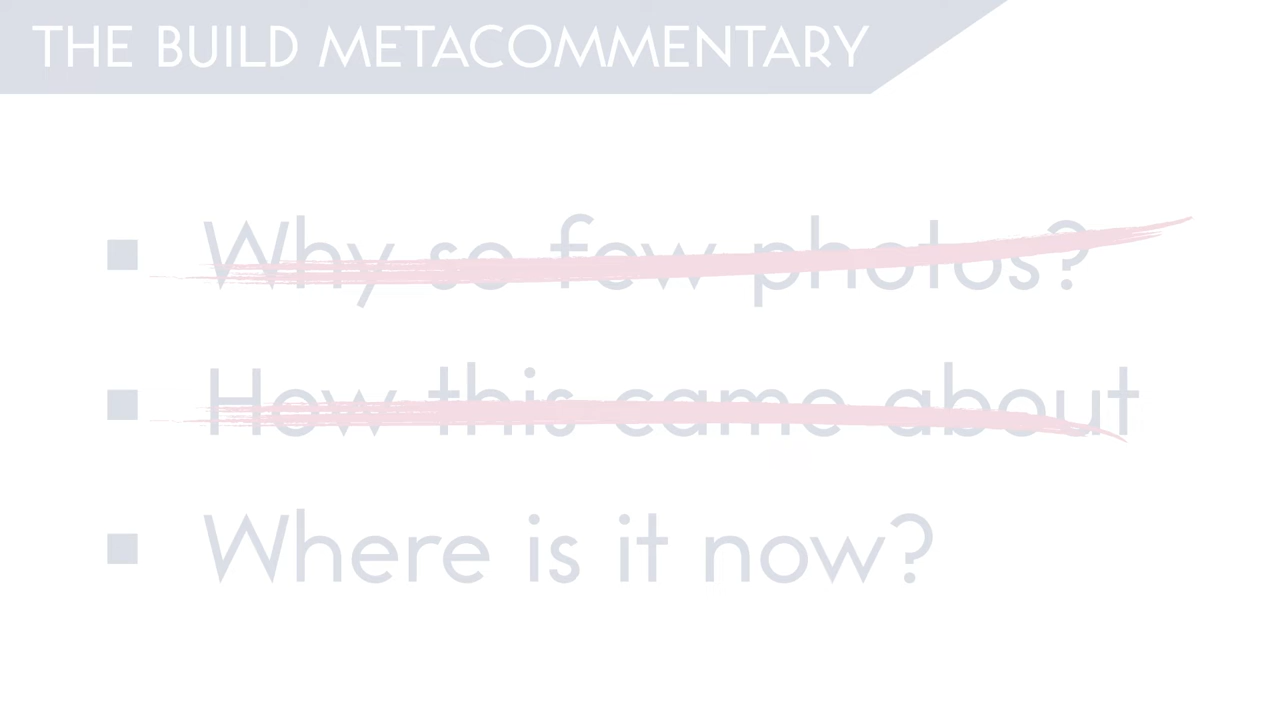 THE BUILD METACOMMENTARY
Why so few photos?
How this came about
Where is it now?